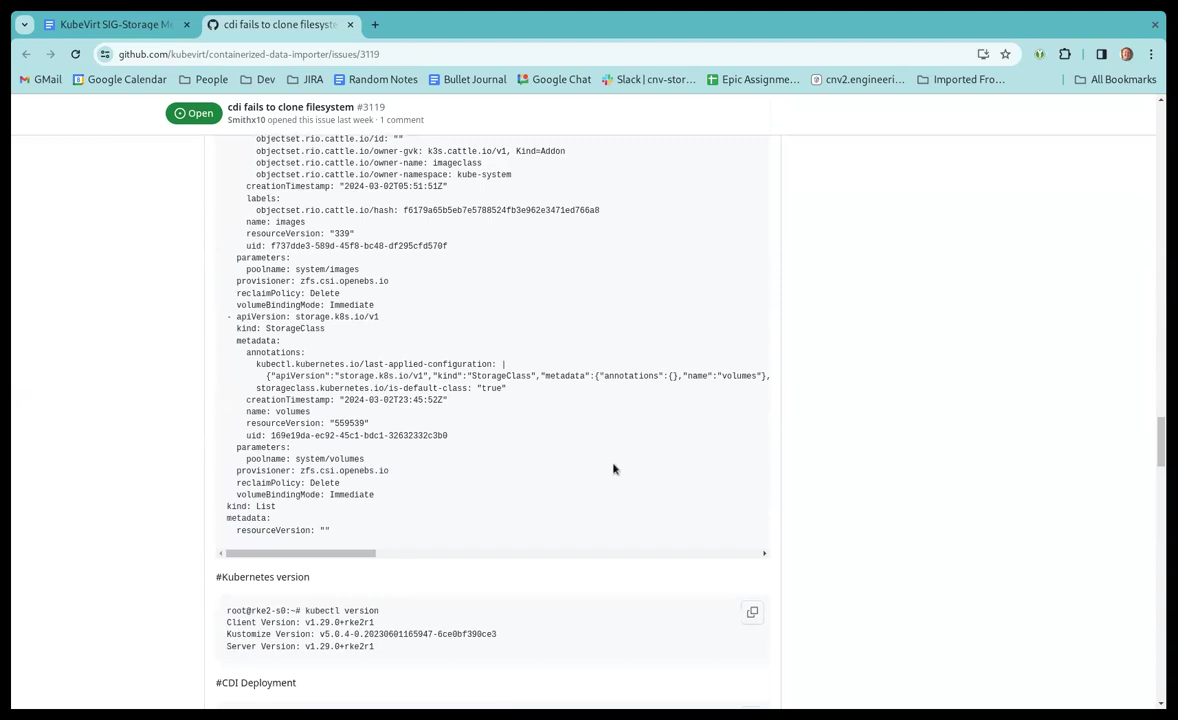 KubeVirt SIG-Storage Me
cdi fails to clone filesyste
github.com/kubevirt/containerized-data-importer/issues/3119
GMail
Google Calendar
People
Dev
JIRA
Random Notes
Bullet Journal
Google Chat
Slack | cnv-stor...
Epic Assignme...
cnv2.engineeri...
Imported Fro...
All Bookmarks
Open
cdi fails to clone filesystem #3119
Smithx10 opened this issue last week · 1 comment
objectset.rio.cattle.io/id: ""
objectset.rio.cattle.io/owner-gvk: k3s.cattle.io/v1, Kind=Addon
objectset.rio.cattle.io/owner-name: imageclass
objectset.rio.cattle.io/owner-namespace: kube-system
creationTimestamp: "2024-03-02T05:51:51Z"
labels:
objectset.rio.cattle.io/hash: f6179a65b5eb7e5788524fb3e962e3471ed766a8
name: images
resourceVersion: "339"
uid: f737dde3-589d-45f8-bc48-df295cfd570f
parameters:
poolname: system/images
provisioner: zfs.csi.openebs.io
reclaimPolicy: Delete
volumeBindingMode: Immediate
- apiVersion: storage.k8s.io/v1
kind: StorageClass
metadata:
annotations:
kubectl.kubernetes.io/last-applied-configuration: |
{"apiVersion":"storage.k8s.io/v1","kind":"StorageClass","metadata":{"annotations":{},"name":"volumes"},
storageclass.kubernetes.io/is-default-class: "true"
creationTimestamp: "2024-03-02T23:45:52Z"
name: volumes
resourceVersion: "559539"
uid: 169e19da-ec92-45c1-bdc1-32632332c3b0
parameters:
poolname: system/volumes
provisioner: zfs.csi.openebs.io
reclaimPolicy: Delete
volumeBindingMode: Immediate
kind: List
metadata:
resourceVersion: ""
#Kubernetes version
root@rke2-s0:~# kubectl version
Client Version: v1.29.0+rke2r1
Kustomize Version: v5.0.4-0.20230601165947-6ce0bf390ce3
Server Version: v1.29.0+rke2r1
#CDI Deployment